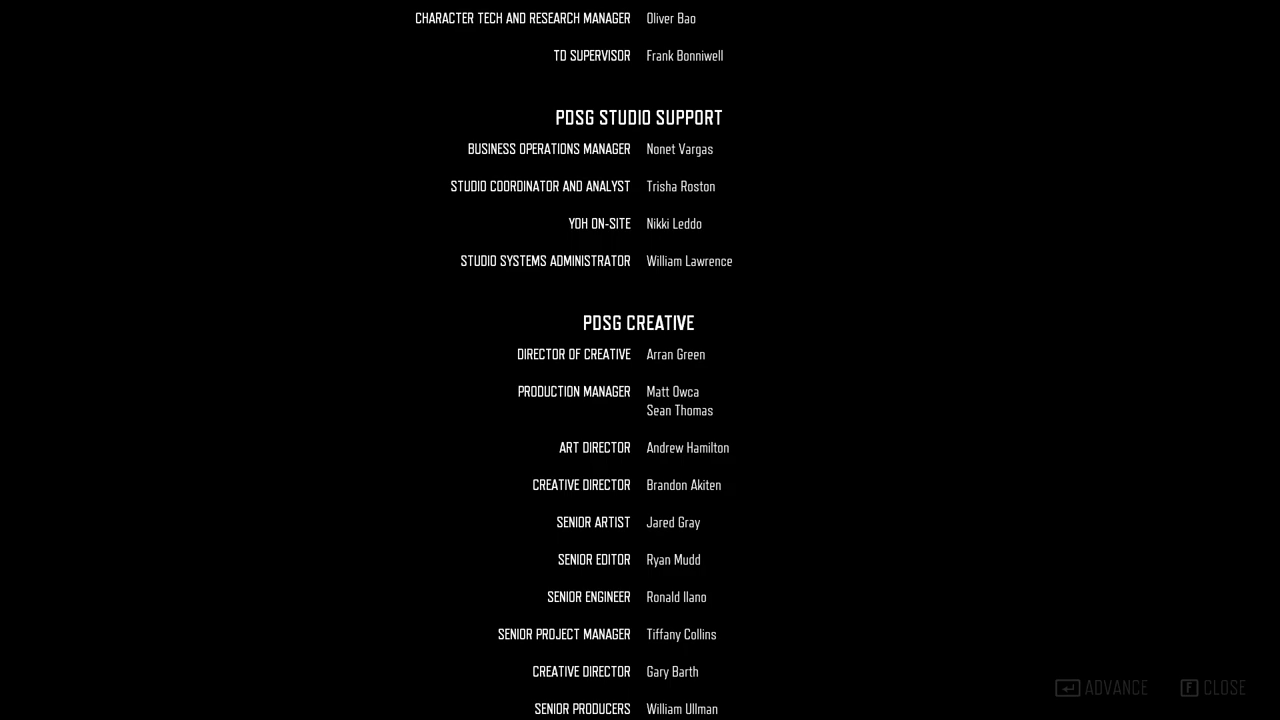 CHARACTER TECH AND RESEARCH MANAGER Oliver Bao
TD SUPERVISOR Frank Bonniwell
PDSG STUDIO SUPPORT
BUSINESS OPERATIONS MANAGER Nonet Vargas
STUDIO COORDINATOR AND ANALYST Trisha Roston
YOH ON-SITE Nikki Leddo
STUDIO SYSTEMS ADMINISTRATOR William Lawrence
PDSG CREATIVE
DIRECTOR OF CREATIVE Arran Green
PRODUCTION MANAGER Matt Owca
Sean Thomas
ART DIRECTOR Andrew Hamilton
CREATIVE DIRECTOR Brandon Akiten
SENIOR ARTIST Jared Gray
SENIOR EDITOR Ryan Mudd
SENIOR ENGINEER Ronald Ilano
SENIOR PROJECT MANAGER Tiffany Collins
CREATIVE DIRECTOR Gary Barth
SENIOR PRODUCERS William Ullman
ADVANCE F CLOSE